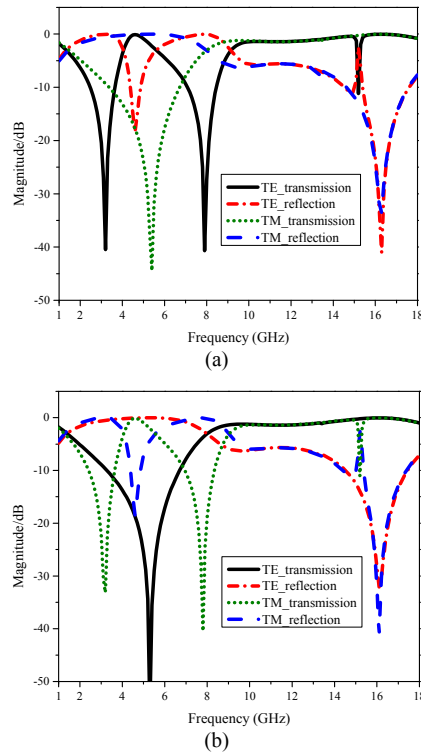 0
-10
-20
-30
-40
-50
Magnitude/dB
TE_transmission
TE_reflection
TM_transmission
TM_reflection
1 2 4 6 8 10 12 14 16 18
Frequency (GHz)
(a)
0
-10
-20
-30
-40
-50
Magnitude/dB
TE_transmission
TE_reflection
TM_transmission
TM_reflection
1 2 4 6 8 10 12 14 16 18
Frequency (GHz)
(b)